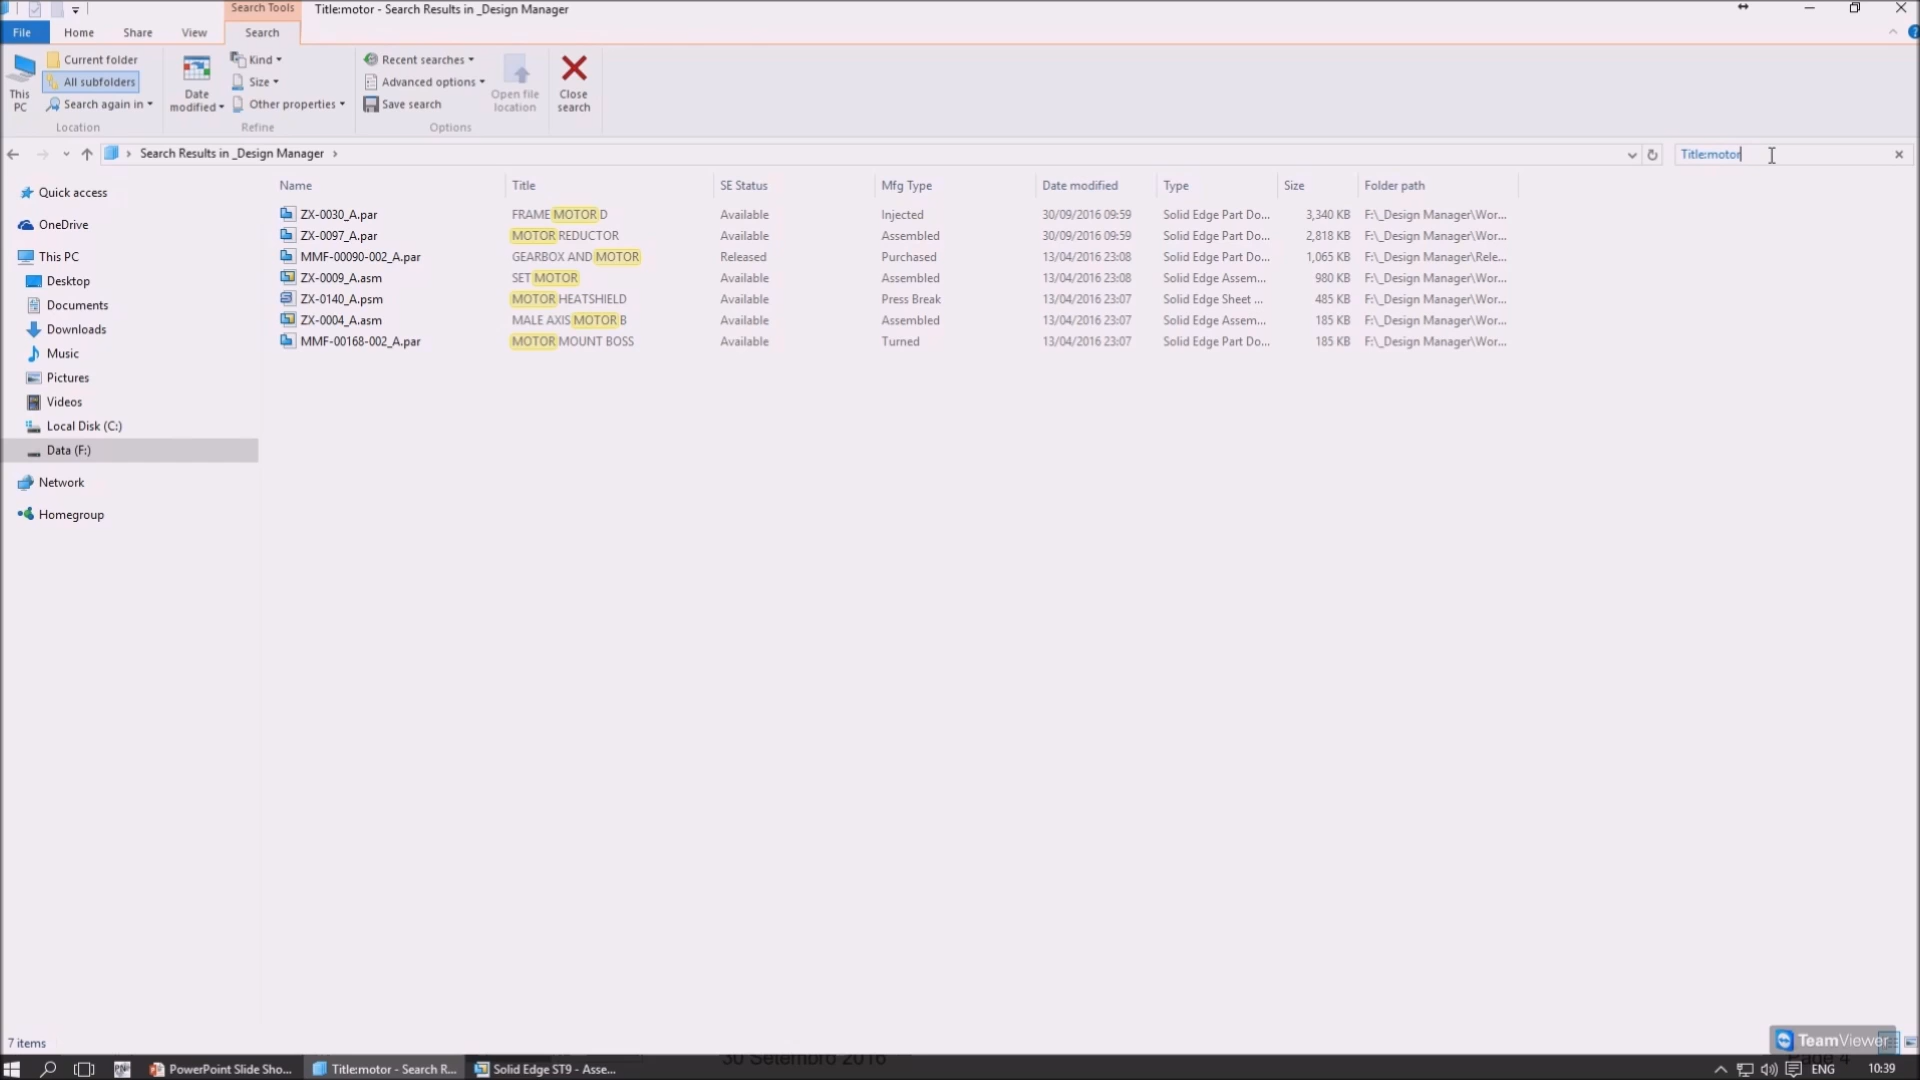 Search Tools Title:motor - Search Results in _Design Manager
File Home Share View Search
This PC
Current folder
All subfolders
Search again in
Location
Date modified
Kind
Size
Other properties
Refine
Recent searches
Advanced options
Save search
Options
Open file location
Close search
Search Results in _Design Manager
Title:motor
Quick access
OneDrive
This PC
Desktop
Documents
Downloads
Music
Pictures
Videos
Local Disk (C:)
Data (F:)
Network
Homegroup
Name Title SE Status Mfg Type Date modified Type Size Folder path
ZX-0030_A.par FRAME MOTOR D Available Injected 30/09/2016 09:59 Solid Edge Part Do... 3,340 KB F:\_Design Manager\Wor...
ZX-0097_A.par MOTOR REDUCTOR Available Assembled 30/09/2016 09:59 Solid Edge Part Do... 2,818 KB F:\_Design Manager\Wor...
MMF-00090-002_A.par GEARBOX AND MOTOR Released Purchased 13/04/2016 23:08 Solid Edge Part Do... 1,065 KB F:\_Design Manager\Rele...
ZX-0009_A.asm SET MOTOR Available Assembled 13/04/2016 23:08 Solid Edge Assem... 980 KB F:\_Design Manager\Wor...
ZX-0140_A.psm MOTOR HEATSHIELD Available Press Break 13/04/2016 23:07 Solid Edge Sheet ... 485 KB F:\_Design Manager\Wor...
ZX-0004_A.asm MALE AXIS MOTOR B Available Assembled 13/04/2016 23:07 Solid Edge Assem... 185 KB F:\_Design Manager\Wor...
MMF-00168-002_A.par MOTOR MOUNT BOSS Available Turned 13/04/2016 23:07 Solid Edge Part Do... 185 KB F:\_Design Manager\Wor...
7 items
TeamViewer
30 Setembro 2016
Page 4
PowerPoint Slide Sho... Title:motor - Search R... Solid Edge ST9 - Asse... ENG 10:39